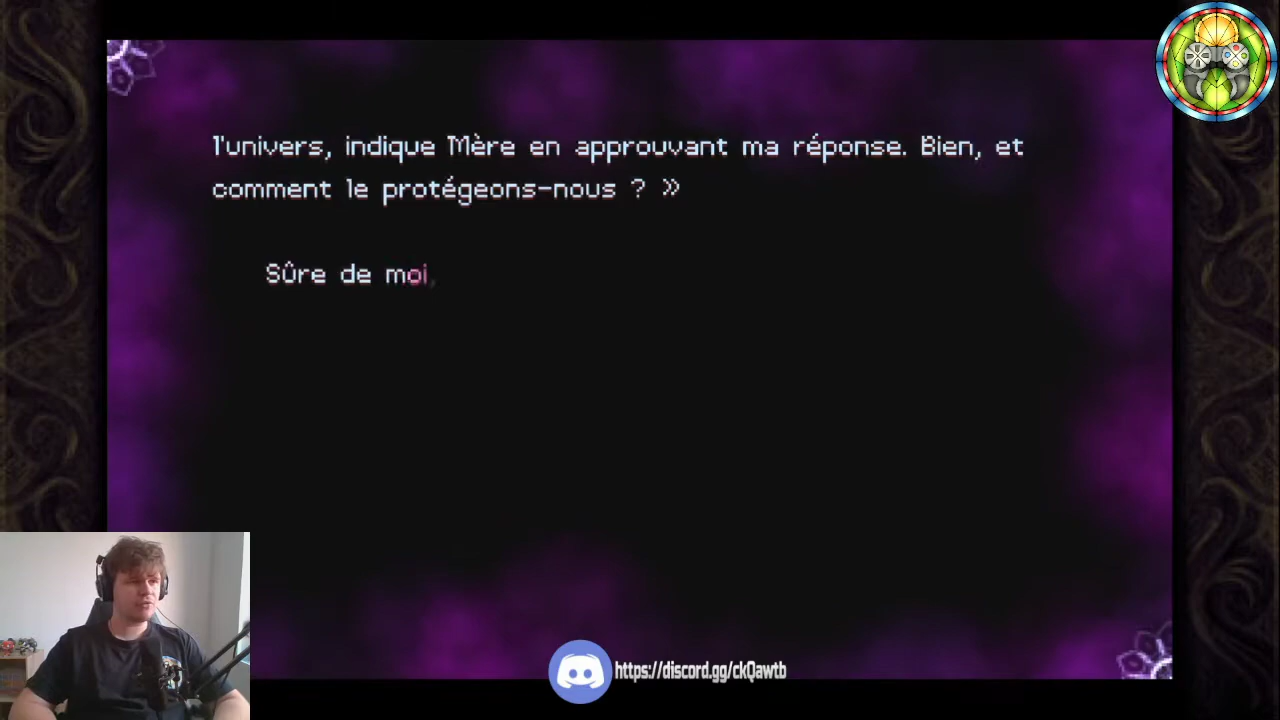 l'univers, indique Mère en approuvant ma réponse. Bien, et
comment le protégeons-nous ? »
Sûre de moi,
https://discord.gg/ckQawtb